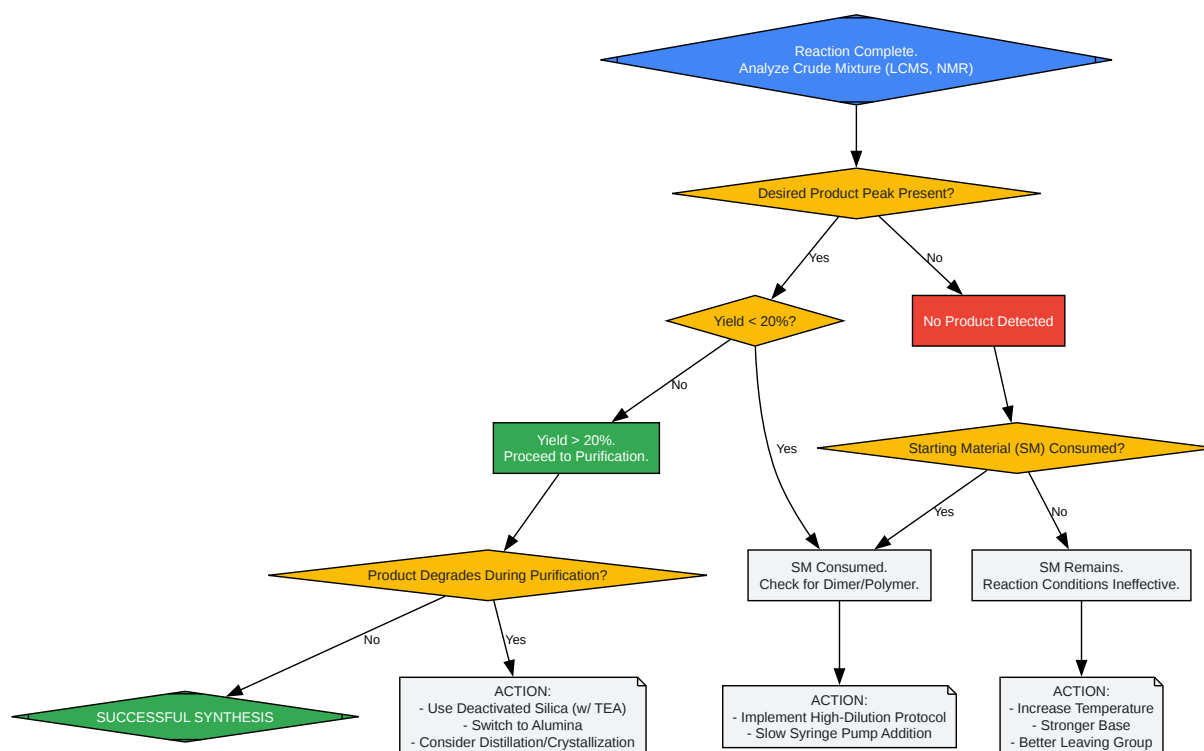 Reaction Complete.
Analyze Crude Mixture (LCMS, NMR)
Desired Product Peak Present?
Yes
No
Yield < 20%?
No Product Detected
No
Yes
Yield > 20%.
Proceed to Purification.
Starting Material (SM) Consumed?
Yes
No
Product Degrades During Purification?
SM Consumed.
Check for Dimer/Polymer.
SM Remains.
Reaction Conditions Ineffective.
No
Yes
SUCCESSFUL SYNTHESIS
ACTION:
- Use Deactivated Silica (w/ TEA)
- Switch to Alumina
- Consider Distillation/Crystallization
ACTION:
- Implement High-Dilution Protocol
- Slow Syringe Pump Addition
ACTION:
- Increase Temperature
- Stronger Base
- Better Leaving Group